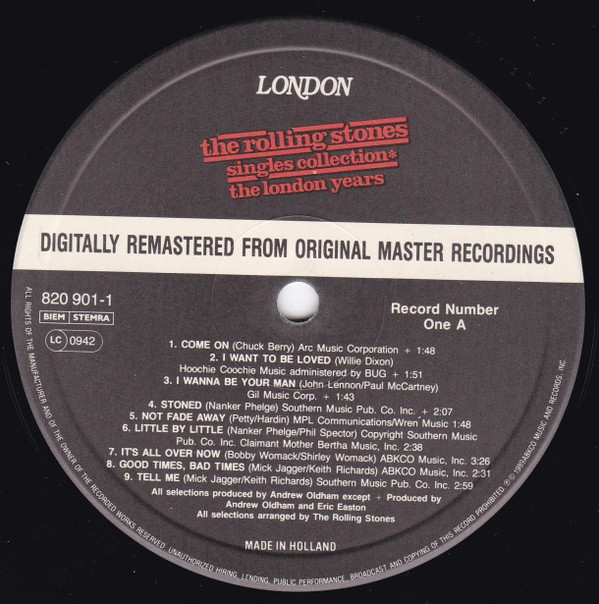 LONDON
the rolling stones
singles collection*
the london years
DIGITALLY REMASTERED FROM ORIGINAL MASTER RECORDINGS
820 901-1
BIEM STEMRA
LC 0942
Record Number
One A
1. COME ON (Chuck Berry) Arc Music Corporation + 1:48
2. I WANT TO BE LOVED (Willie Dixon)
Hoochie Coochie Music administered by BUG + 1:51
3. I WANNA BE YOUR MAN (John Lennon/Paul McCartney)
Gil Music Corp. + 1:43
4. STONED (Nanker Phelge) Southern Music Pub. Co. Inc. + 2:07
5. NOT FADE AWAY (Petty/Hardin) MPL Communications/Wren Music 1:48
6. LITTLE BY LITTLE (Nanker Phelge/Phil Spector) Copyright Southern Music
Pub. Co. Inc. Claimant Mother Bertha Music, Inc. 2:38
7. IT'S ALL OVER NOW (Bobby Womack/Shirley Womack) ABKCO Music, Inc. 3:26
8. GOOD TIMES, BAD TIMES (Mick Jagger/Keith Richards) ABKCO Music, Inc. 2:31
9. TELL ME (Mick Jagger/Keith Richards) Southern Music Pub. Co. Inc. 2:59
All selections produced by Andrew Oldham except + Produced by
Andrew Oldham and Eric Easton
All selections arranged by The Rolling Stones
MADE IN HOLLAND
ALL RIGHTS OF THE MANUFACTURER AND OF THE OWNER OF THE RECORDED WORKS RESERVED. UNAUTHORIZED HIRING, LENDING, PUBLIC PERFORMANCE, BROADCAST AND COPYING OF THIS RECORD PROHIBITED ℗ © 1989 ABKCO MUSIC AND RECORDS, INC